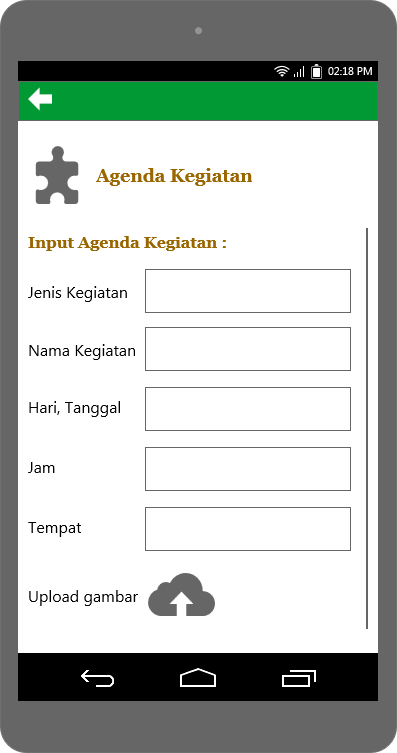 02:18 PM
Agenda Kegiatan
Input Agenda Kegiatan :
Jenis Kegiatan
Nama Kegiatan
Hari, Tanggal
Jam
Tempat
Upload gambar